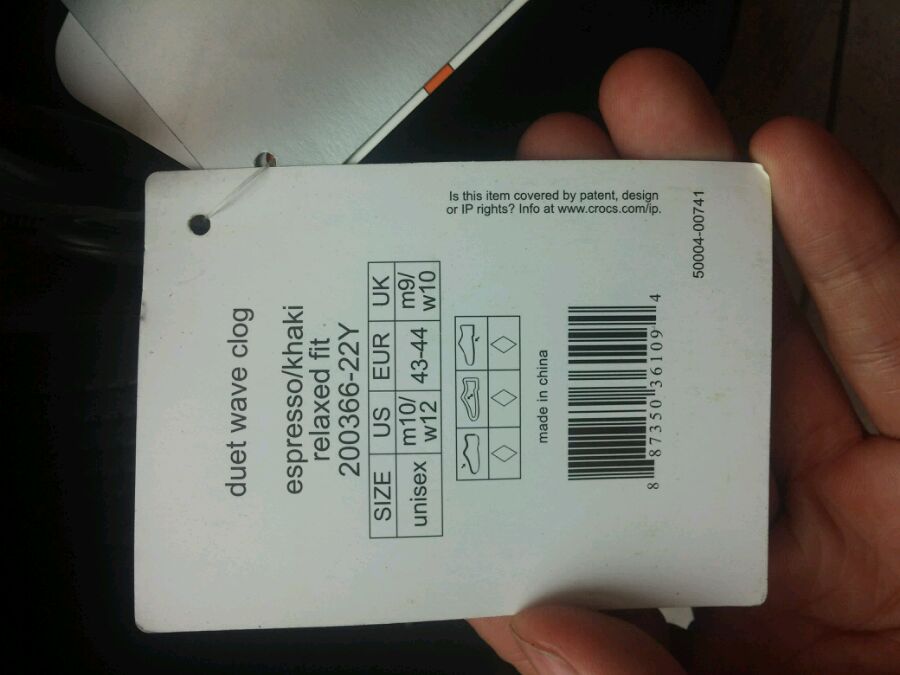 duet wave clog
espresso/khaki
relaxed fit
200366-22Y
SIZE US EUR UK
unisex m10/ w12 43-44 m9/ w10
made in china
8 87350 36109 4
50004-00741
Is this item covered by patent, design
or IP rights? Info at www.crocs.com/ip.